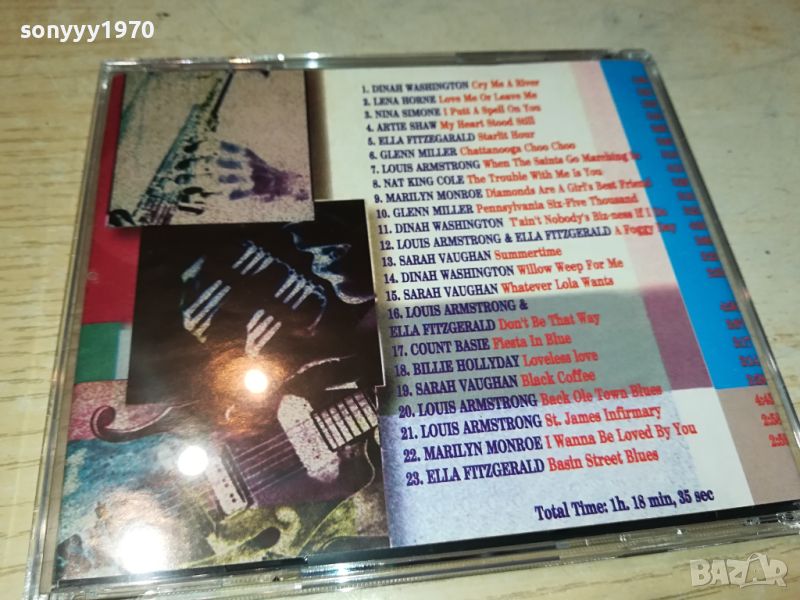 sonyyy1970
1. DINAH WASHINGTON Cry Me A River
2. LENA HORNE Love Me Or Leave Me
3. NINA SIMONE I Putt A Spell On You
4. ARTIE SHAW My Heart Stood Still
5. ELLA FITZEGARALD Starlit Hour
6. GLENN MILLER Chattanooga Choo Choo
7. LOUIS ARMSTRONG When The Saints Go Marching In
8. NAT KING COLE The Trouble With Me Is You
9. MARILYN MONROE Diamonds Are A Girl's Best Friend
10. GLENN MILLER Pennsylvania Six-Five Thousand
11. DINAH WASHINGTON T'ain't Nobody's Biz-ness If I Do
12. LOUIS ARMSTRONG & ELLA FITZGERALD A Foggy Day
13. SARAH VAUGHAN Summertime
14. DINAH WASHINGTON Willow Weep For Me
15. SARAH VAUGHAN Whatever Lola Wants
16. LOUIS ARMSTRONG &
ELLA FITZGERALD Don't Be That Way
17. COUNT BASIE Fiesta In Blue
18. BILLIE HOLLYDAY Loveless love
19. SARAH VAUGHAN Black Coffee
20. LOUIS ARMSTRONG Back Ole Town Blues
21. LOUIS ARMSTRONG St. James Infirmary 4:45
22. MARILYN MONROE I Wanna Be Loved By You 2:58
23. ELLA FITZGERALD Basin Street Blues
Total Time: 1h. 18 min, 35 sec
BAZAR